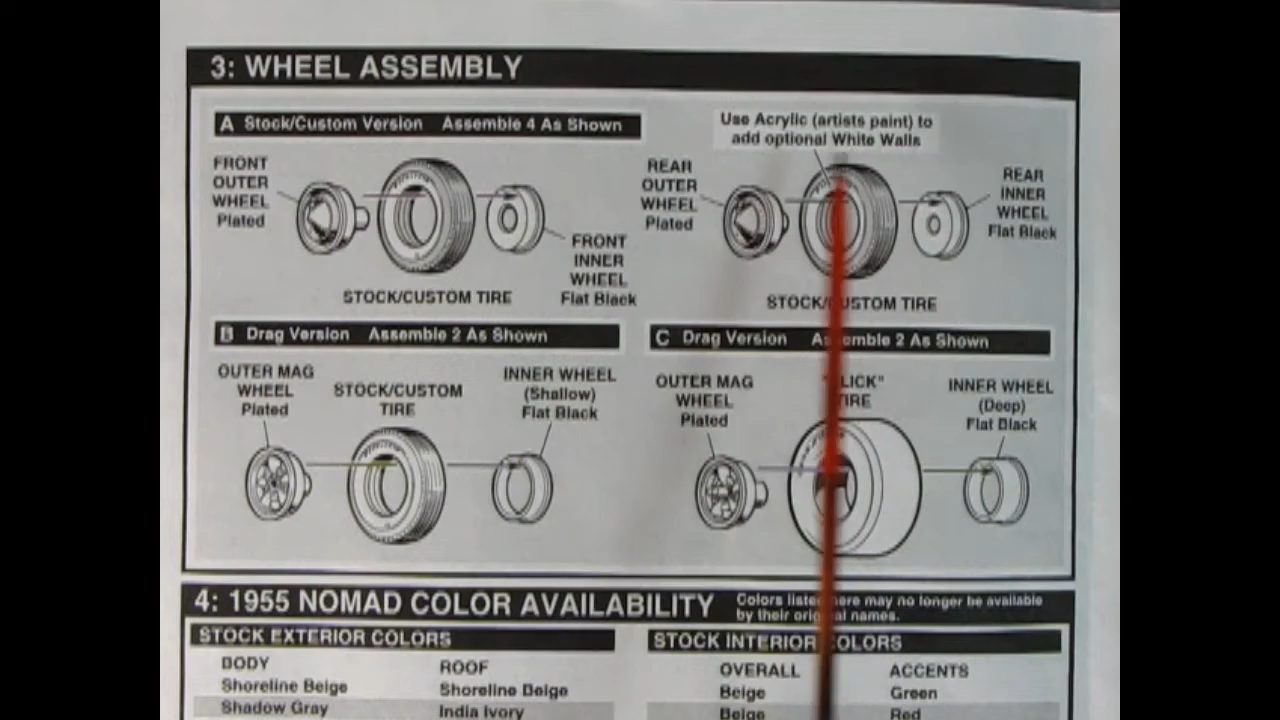 3: WHEEL ASSEMBLY
A Stock/Custom Version Assemble 4 As Shown
FRONT
OUTER
WHEEL
Plated
FRONT
INNER
WHEEL
Flat Black
STOCK/CUSTOM TIRE
Use Acrylic (artists paint) to
add optional White Walls
REAR
OUTER
WHEEL
Plated
REAR
INNER
WHEEL
Flat Black
STOCK/CUSTOM TIRE
B Drag Version Assemble 2 As Shown
OUTER MAG
WHEEL
Plated
STOCK/CUSTOM
TIRE
INNER WHEEL
(Shallow)
Flat Black
C Drag Version Assemble 2 As Shown
OUTER MAG
WHEEL
Plated
"SLICK"
TIRE
INNER WHEEL
(Deep)
Flat Black
4: 1955 NOMAD COLOR AVAILABILITY
Colors listed here may no longer be available
by their original names.
STOCK EXTERIOR COLORS
BODY ROOF
Shoreline Beige Shoreline Beige
Shadow Gray India Ivory
STOCK INTERIOR COLORS
OVERALL ACCENTS
Beige Green
Beige Red